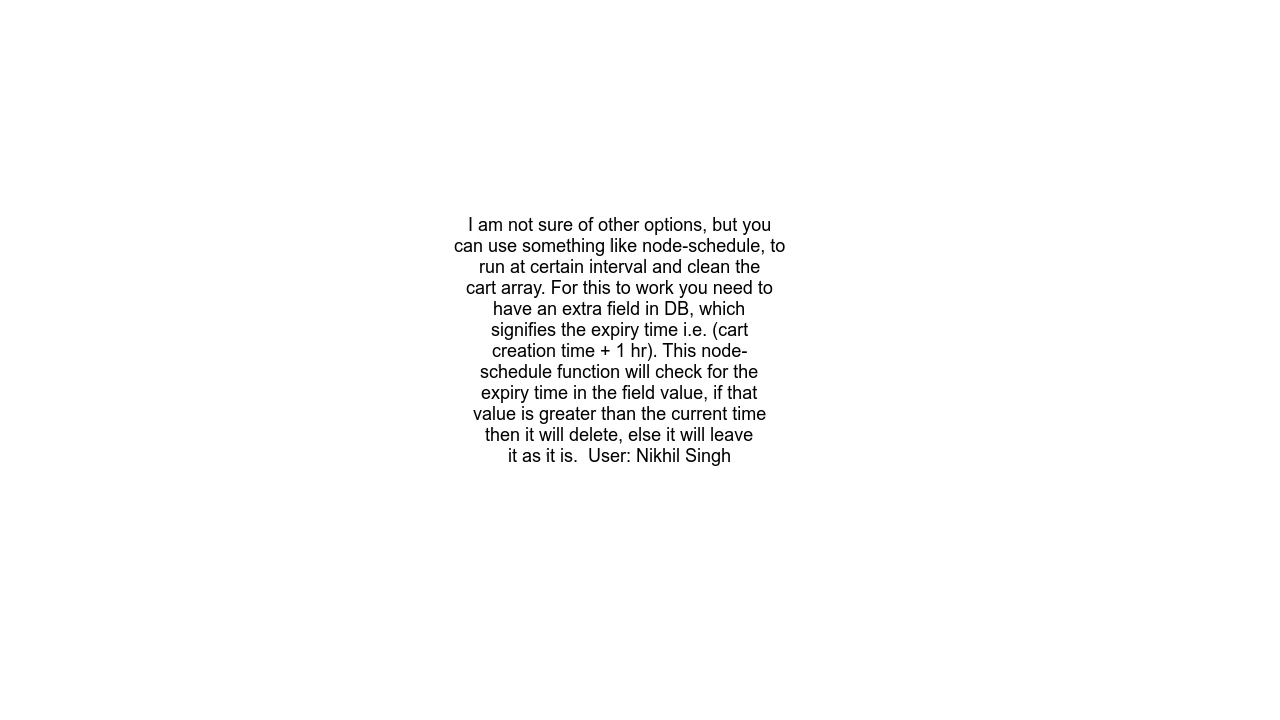 I am not sure of other options, but you
can use something like node-schedule, to
run at certain interval and clean the
cart array. For this to work you need to
have an extra field in DB, which
signifies the expiry time i.e. (cart
creation time + 1 hr). This node-
schedule function will check for the
expiry time in the field value, if that
value is greater than the current time
then it will delete, else it will leave
it as it is.  User: Nikhil Singh